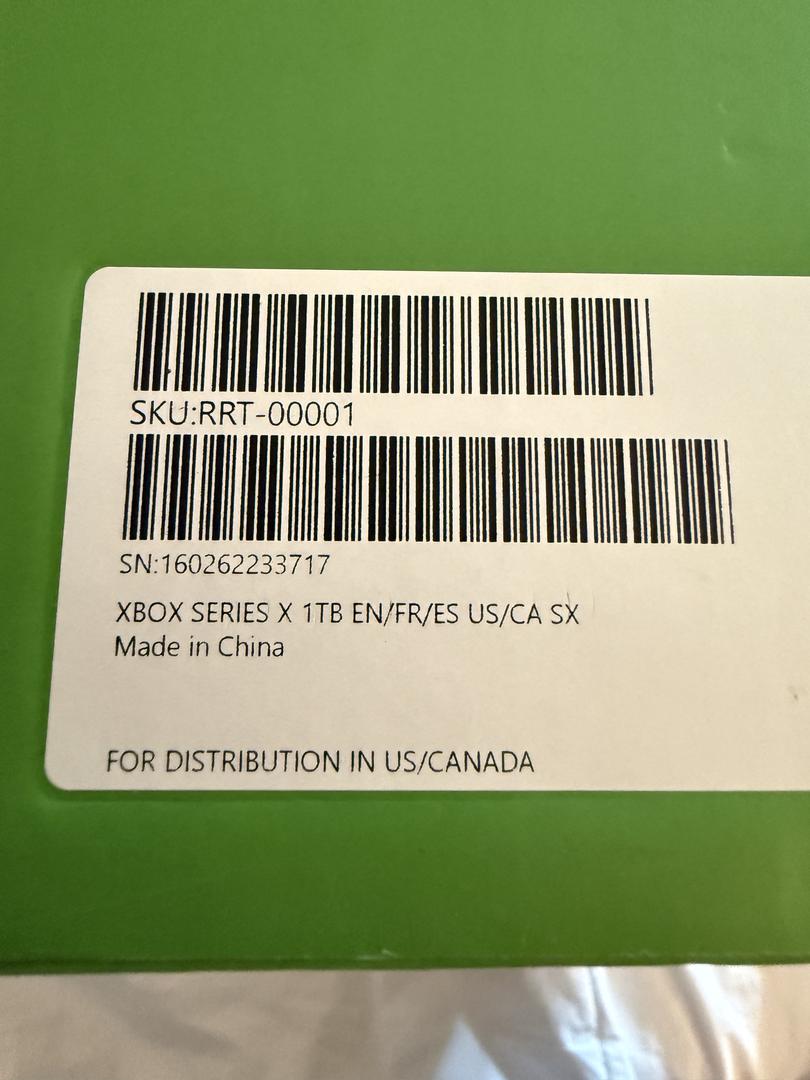 SKU:RRT-00001
SN:160262233717
XBOX SERIES X 1TB EN/FR/ES US/CA SX
Made in China
FOR DISTRIBUTION IN US/CANADA